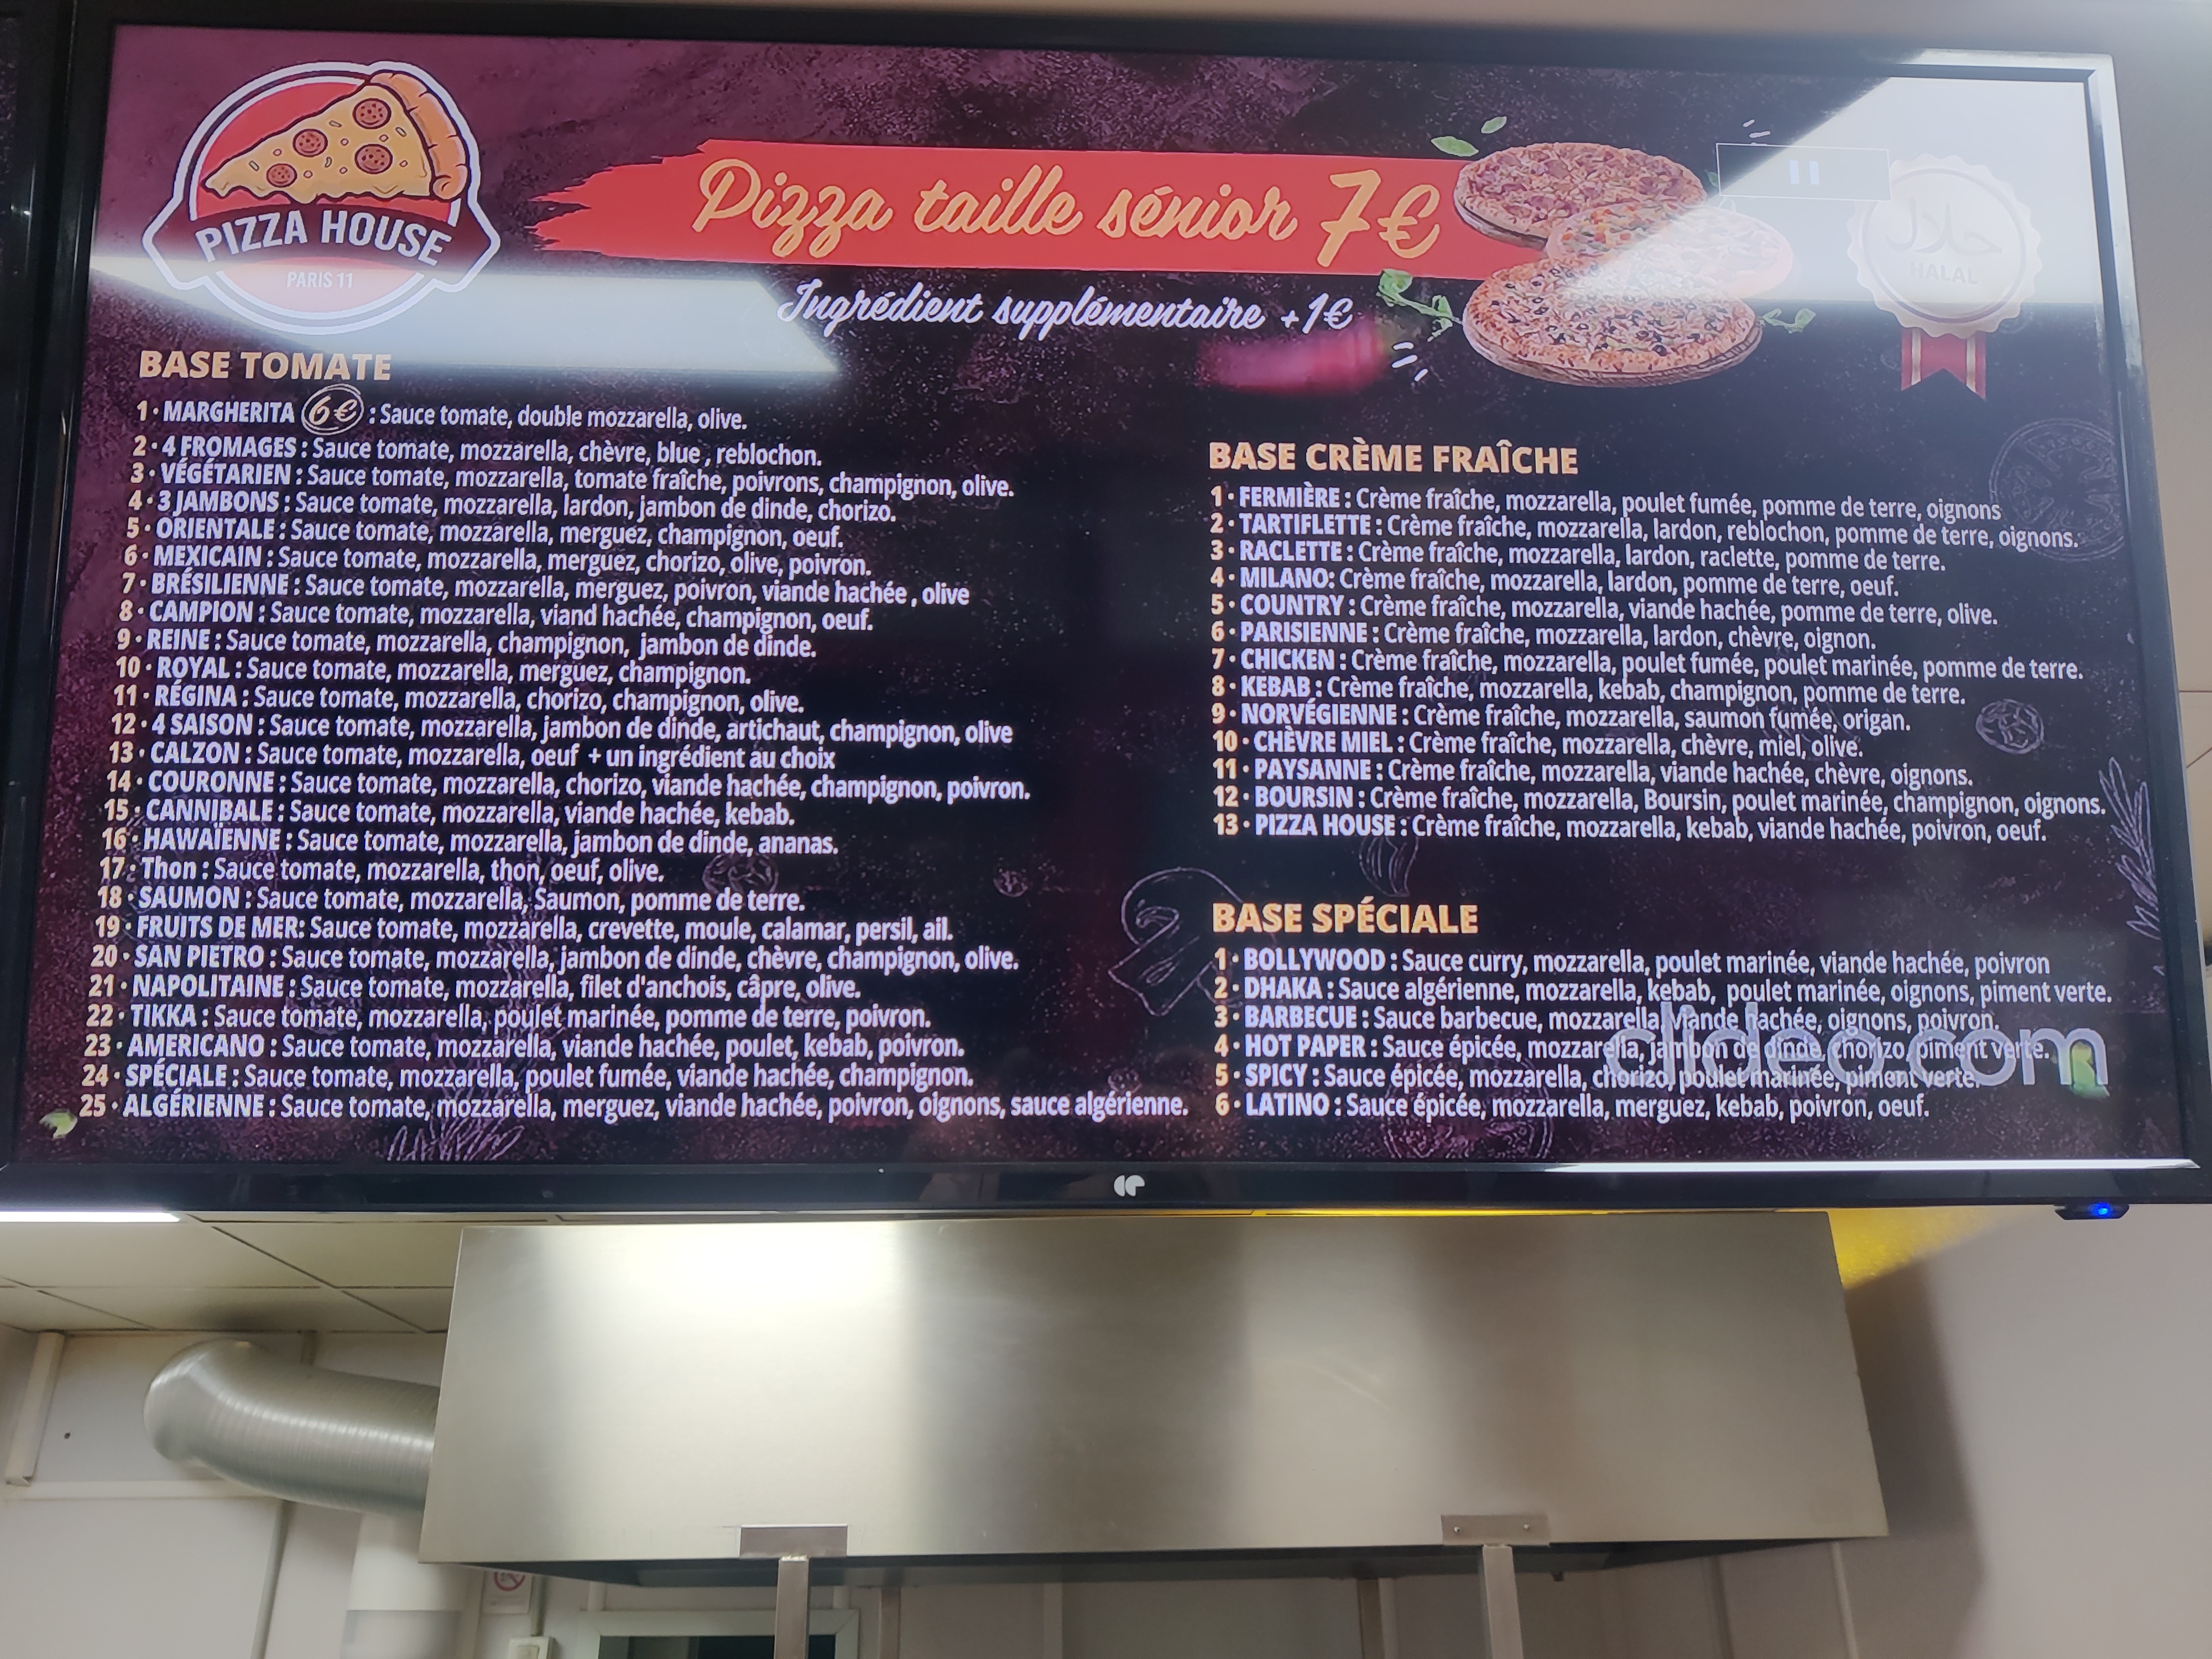 PIZZA HOUSE
PARIS 11
Pizza taille sénior 7€
Ingrédient supplémentaire +1€
حلال
HALAL
BASE TOMATE
1· MARGHERITA 6€ : Sauce tomate, double mozzarella, olive.
2· 4 FROMAGES : Sauce tomate, mozzarella, chèvre, blue , reblochon.
3· VÉGÉTARIEN : Sauce tomate, mozzarella, tomate fraîche, poivrons, champignon, olive.
4· 3 JAMBONS : Sauce tomate, mozzarella, lardon, jambon de dinde, chorizo.
5· ORIENTALE : Sauce tomate, mozzarella, merguez, champignon, oeuf.
6· MEXICAIN : Sauce tomate, mozzarella, merguez, chorizo, olive, poivron.
7· BRÉSILIENNE : Sauce tomate, mozzarella, merguez, poivron, viande hachée , olive
8· CAMPION : Sauce tomate, mozzarella, viand hachée, champignon, oeuf.
9· REINE : Sauce tomate, mozzarella, champignon, jambon de dinde.
10· ROYAL : Sauce tomate, mozzarella, merguez, champignon.
11· RÉGINA : Sauce tomate, mozzarella, chorizo, champignon, olive.
12· 4 SAISON : Sauce tomate, mozzarella, jambon de dinde, artichaut, champignon, olive
13· CALZON : Sauce tomate, mozzarella, oeuf + un ingrédient au choix
14· COURONNE : Sauce tomate, mozzarella, chorizo, viande hachée, champignon, poivron.
15· CANNIBALE : Sauce tomate, mozzarella, viande hachée, kebab.
16· HAWAÏENNE : Sauce tomate, mozzarella, jambon de dinde, ananas.
17· Thon : Sauce tomate, mozzarella, thon, oeuf, olive.
18· SAUMON : Sauce tomate, mozzarella, Saumon, pomme de terre.
19· FRUITS DE MER: Sauce tomate, mozzarella, crevette, moule, calamar, persil, ail.
20· SAN PIETRO : Sauce tomate, mozzarella, jambon de dinde, chèvre, champignon, olive.
21· NAPOLITAINE : Sauce tomate, mozzarella, filet d'anchois, câpre, olive.
22· TIKKA : Sauce tomate, mozzarella, poulet marinée, pomme de terre, poivron.
23· AMERICANO : Sauce tomate, mozzarella, viande hachée, poulet, kebab, poivron.
24· SPÉCIALE : Sauce tomate, mozzarella, poulet fumée, viande hachée, champignon.
25· ALGÉRIENNE : Sauce tomate, mozzarella, merguez, viande hachée, poivron, oignons, sauce algérienne.
BASE CRÈME FRAÎCHE
1· FERMIÈRE : Crème fraîche, mozzarella, poulet fumée, pomme de terre, oignons
2· TARTIFLETTE : Crème fraîche, mozzarella, lardon, reblochon, pomme de terre, oignons.
3· RACLETTE : Crème fraîche, mozzarella, lardon, raclette, pomme de terre.
4· MILANO: Crème fraîche, mozzarella, lardon, pomme de terre, oeuf.
5· COUNTRY : Crème fraîche, mozzarella, viande hachée, pomme de terre, olive.
6· PARISIENNE : Crème fraîche, mozzarella, lardon, chèvre, oignon.
7· CHICKEN : Crème fraîche, mozzarella, poulet fumée, poulet marinée, pomme de terre.
8· KEBAB : Crème fraîche, mozzarella, kebab, champignon, pomme de terre.
9· NORVÉGIENNE : Crème fraîche, mozzarella, saumon fumée, origan.
10· CHÈVRE MIEL : Crème fraîche, mozzarella, chèvre, miel, olive.
11· PAYSANNE : Crème fraîche, mozzarella, viande hachée, chèvre, oignons.
12· BOURSIN : Crème fraîche, mozzarella, Boursin, poulet marinée, champignon, oignons.
13· PIZZA HOUSE : Crème fraîche, mozzarella, kebab, viande hachée, poivron, oeuf.
BASE SPÉCIALE
1· BOLLYWOOD : Sauce curry, mozzarella, poulet marinée, viande hachée, poivron
2· DHAKA : Sauce algérienne, mozzarella, kebab, poulet marinée, oignons, piment verte.
3· BARBECUE : Sauce barbecue, mozzarella, viande hachée, oignons, poivron.
4· HOT PAPER : Sauce épicée, mozzarella, jambon de dinde, chorizo, piment verte.
5· SPICY : Sauce épicée, mozzarella, chorizo, poulet marinée, piment verte.
6· LATINO : Sauce épicée, mozzarella, merguez, kebab, poivron, oeuf.
clideo.com